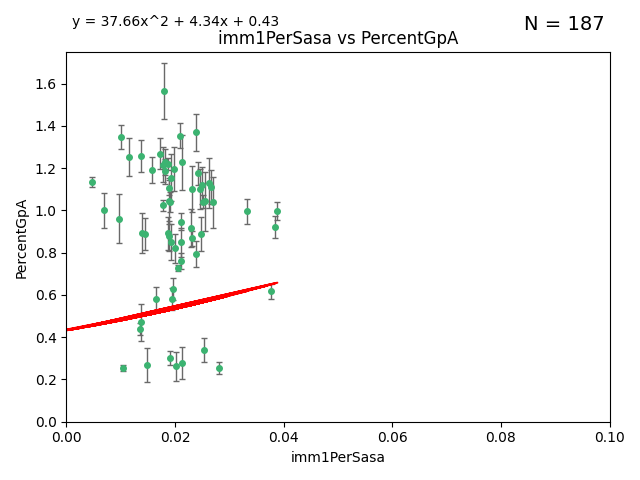 y = 37.66x^2 + 4.34x + 0.43
N = 187
imm1PerSasa vs PercentGpA
PercentGpA
1.6
1.4
1.2
1.0
0.8
0.6
0.4
0.2
0.0
0.00 0.02 0.04 0.06 0.08 0.10
imm1PerSasa